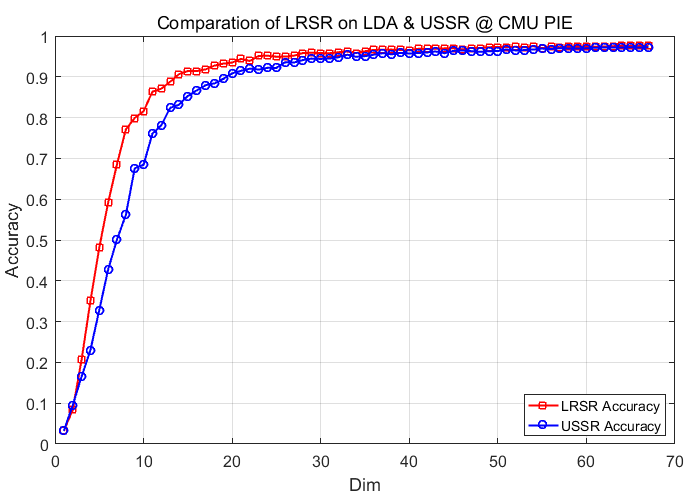 Comparation of LRSR on LDA & USSR @ CMU PIE
1
0.9
0.8
0.7
0.6
0.5
0.4
0.3
0.2
0.1
0
Accuracy
0 10 20 30 40 50 60 70
Dim
LRSR Accuracy
USSR Accuracy